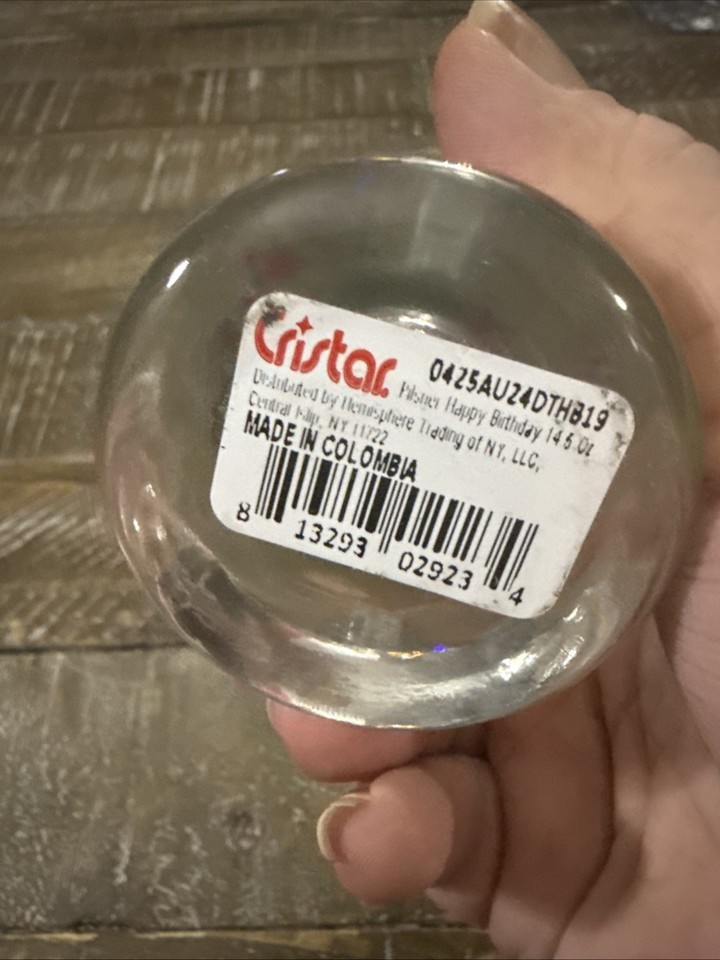 Cristar 0425AU24DTHB19
Pilsner Happy Birthday 14.5 Oz
Distributed by Hemisphere Trading of NY, LLC,
Central Islip, NY 11722
MADE IN COLOMBIA
8 13293 02923 4